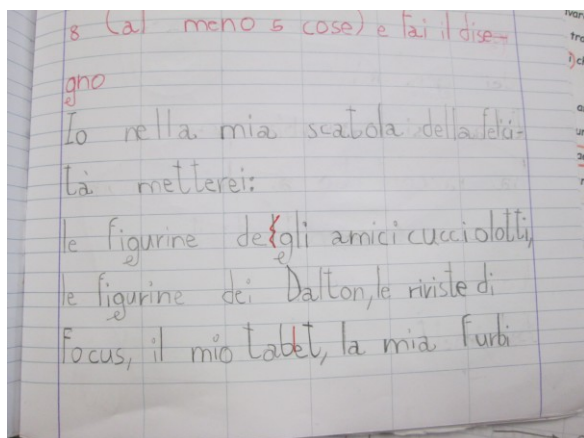 8 (al meno 5 cose) e fai il dise-
gno
Io nella mia scatola della felici-
tà metterei:
le figurine degli amici cucciolotti,
le figurine dei Dalton, le riviste di
Focus, il mio tablet, la mia Furbi